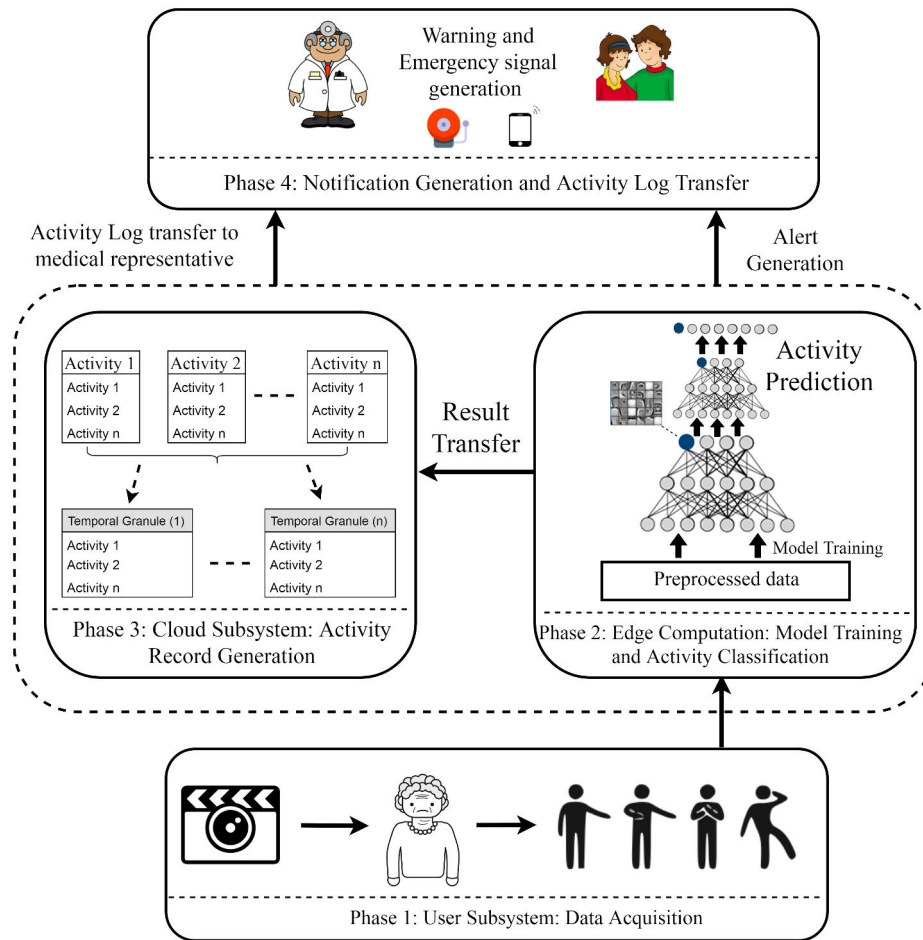 Warning and
Emergency signal
generation
Phase 4: Notification Generation and Activity Log Transfer
Activity Log transfer to
medical representative
Alert
Generation
Activity 1
Activity 1
Activity 2
Activity n
Activity 2
Activity 1
Activity 2
Activity n
Activity n
Activity 1
Activity 2
Activity n
Temporal Granule (1)
Activity 1
Activity 2
Activity n
Temporal Granule (n)
Activity 1
Activity 2
Activity n
Phase 3: Cloud Subsystem: Activity
Record Generation
Result
Transfer
Activity
Prediction
Model Training
Preprocessed data
Phase 2: Edge Computation: Model Training
and Activity Classification
Phase 1: User Subsystem: Data Acquisition